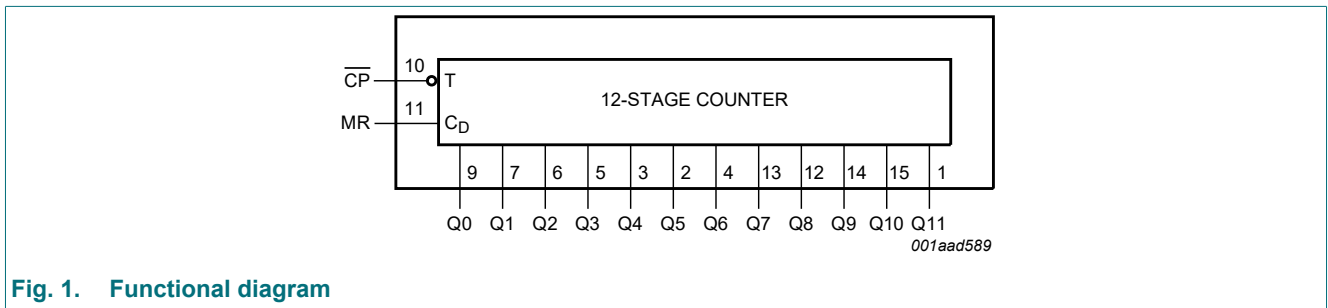 10
C̅P̅ T
12-STAGE COUNTER
11
MR CD
9 7 6 5 3 2 4 13 12 14 15 1
Q0 Q1 Q2 Q3 Q4 Q5 Q6 Q7 Q8 Q9 Q10 Q11
001aad589
Fig. 1. Functional diagram